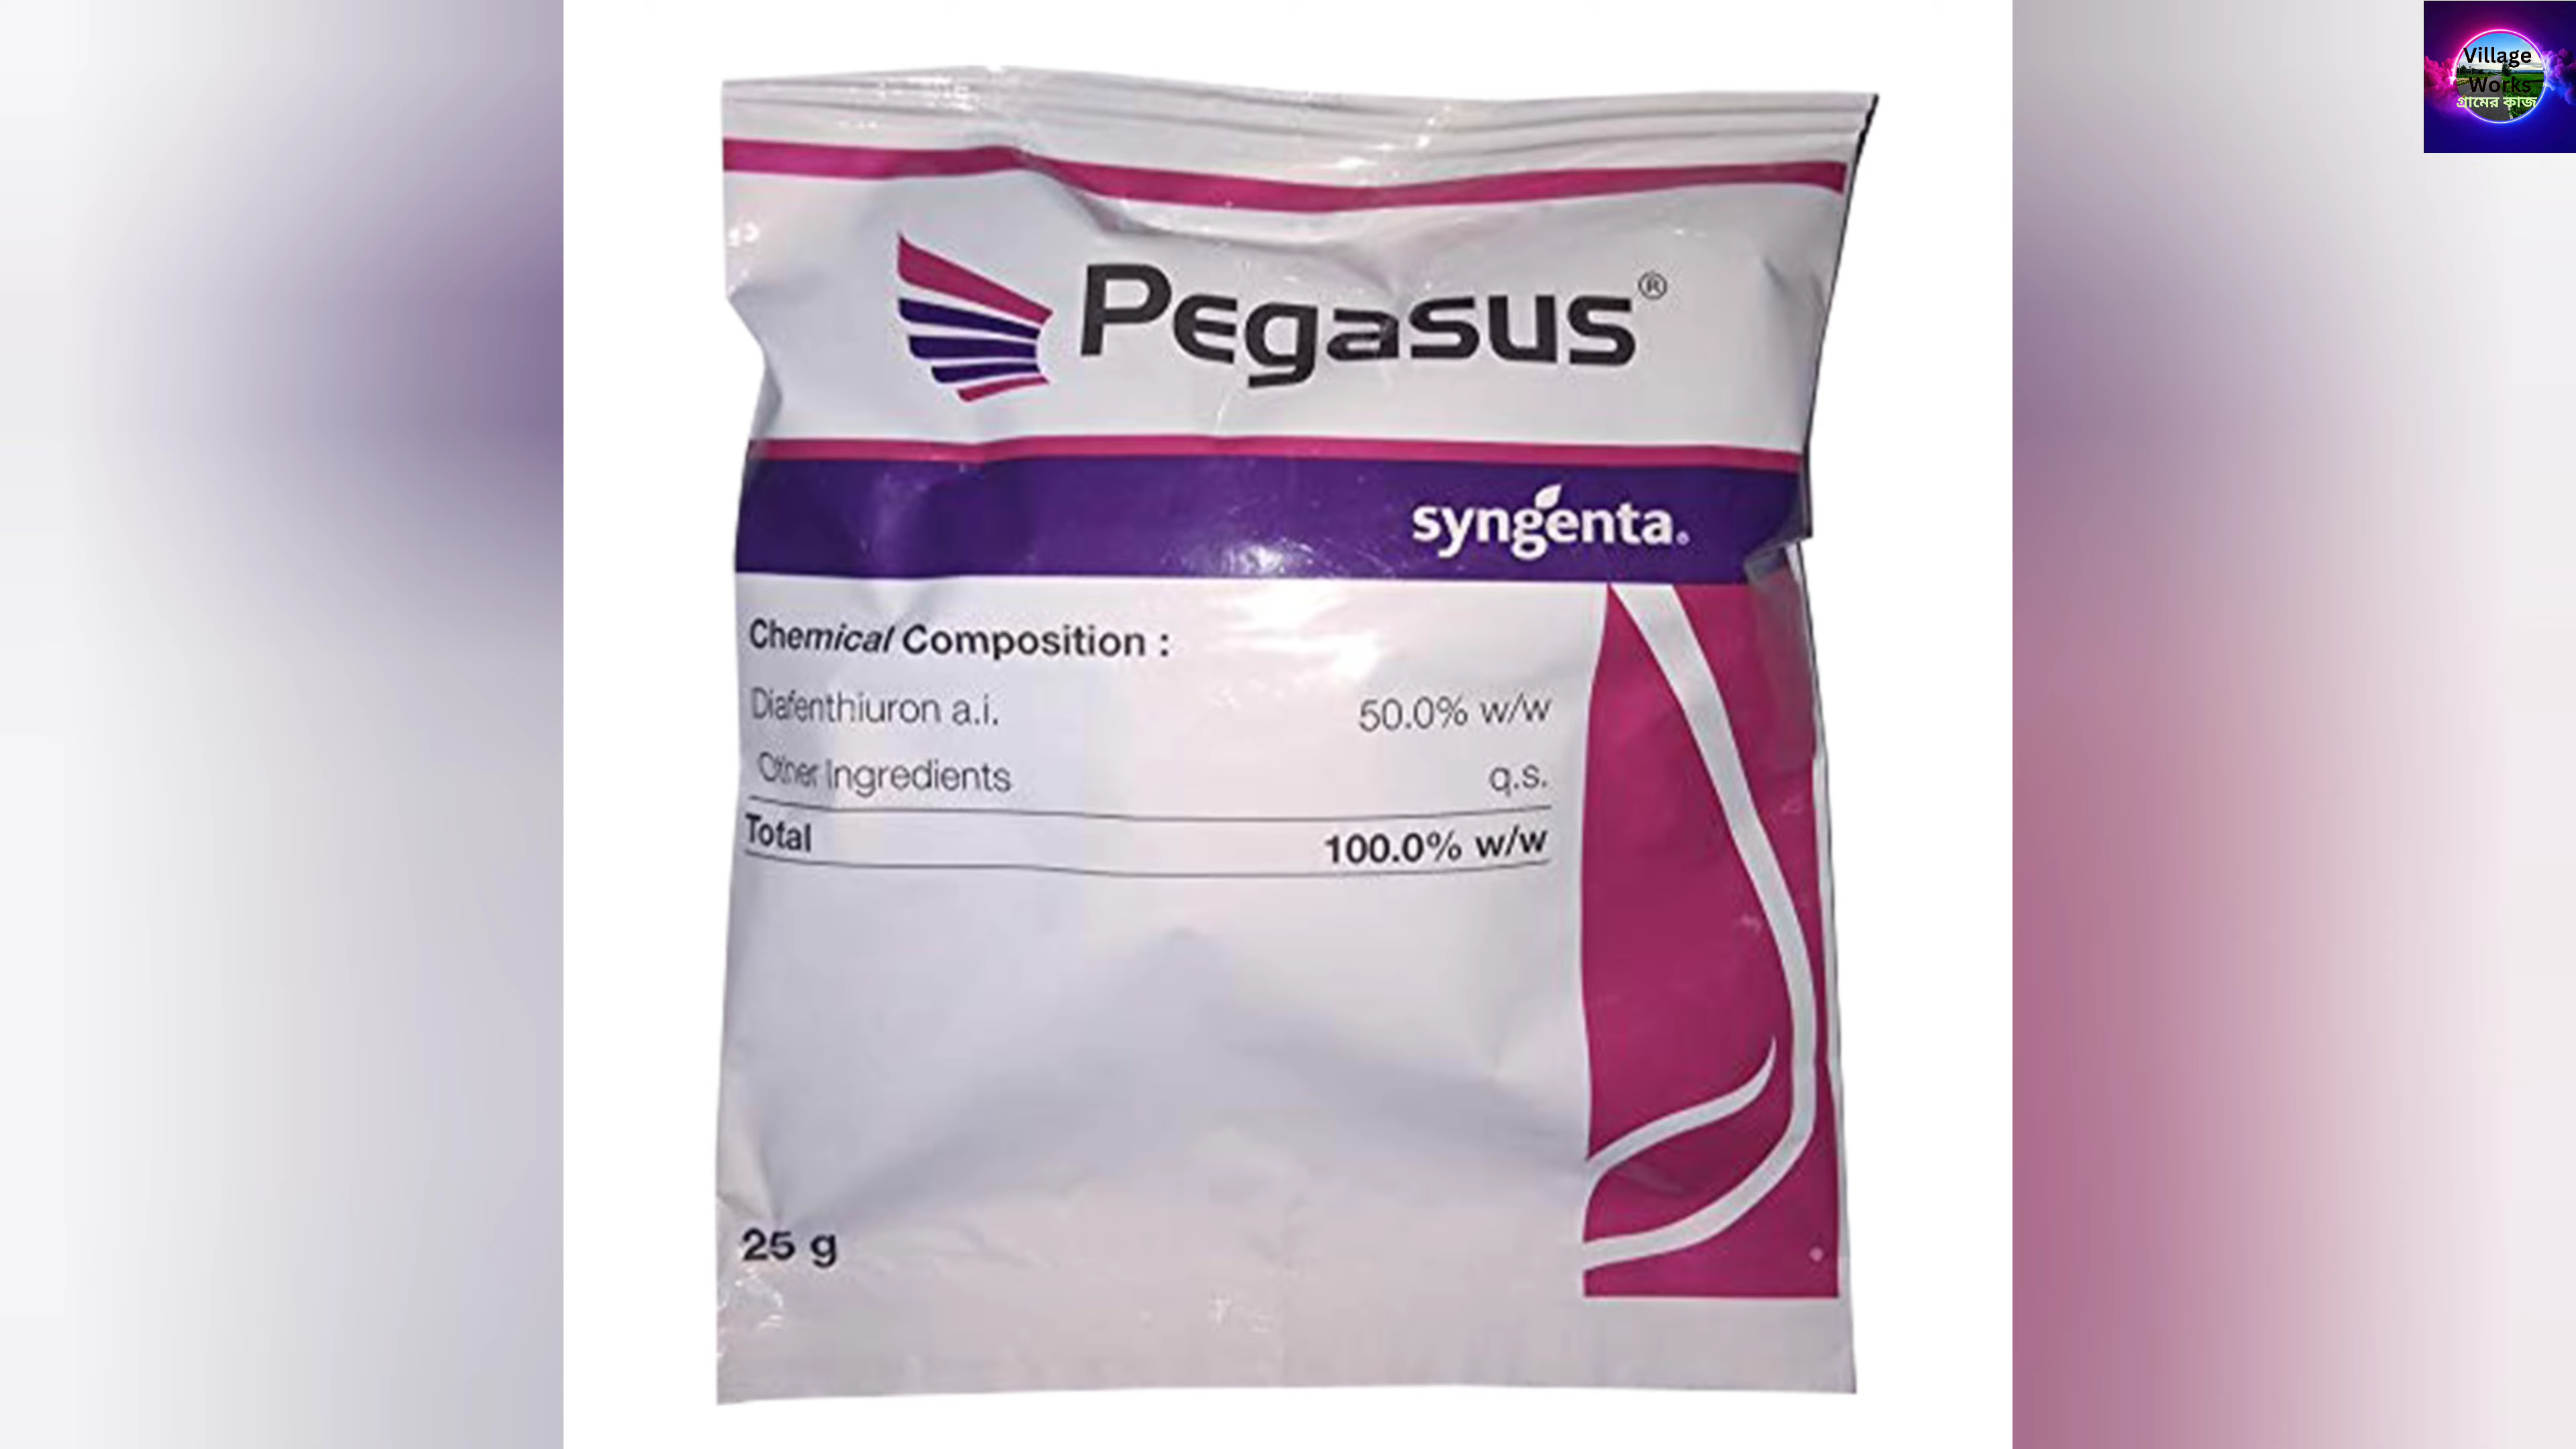 Village
Works
গ্রামের কাজ
Pegasus®
syngenta®
Chemical Composition :
Diafenthiuron a.i. 50.0% w/w
Other Ingredients q.s.
Total 100.0% w/w
25 g